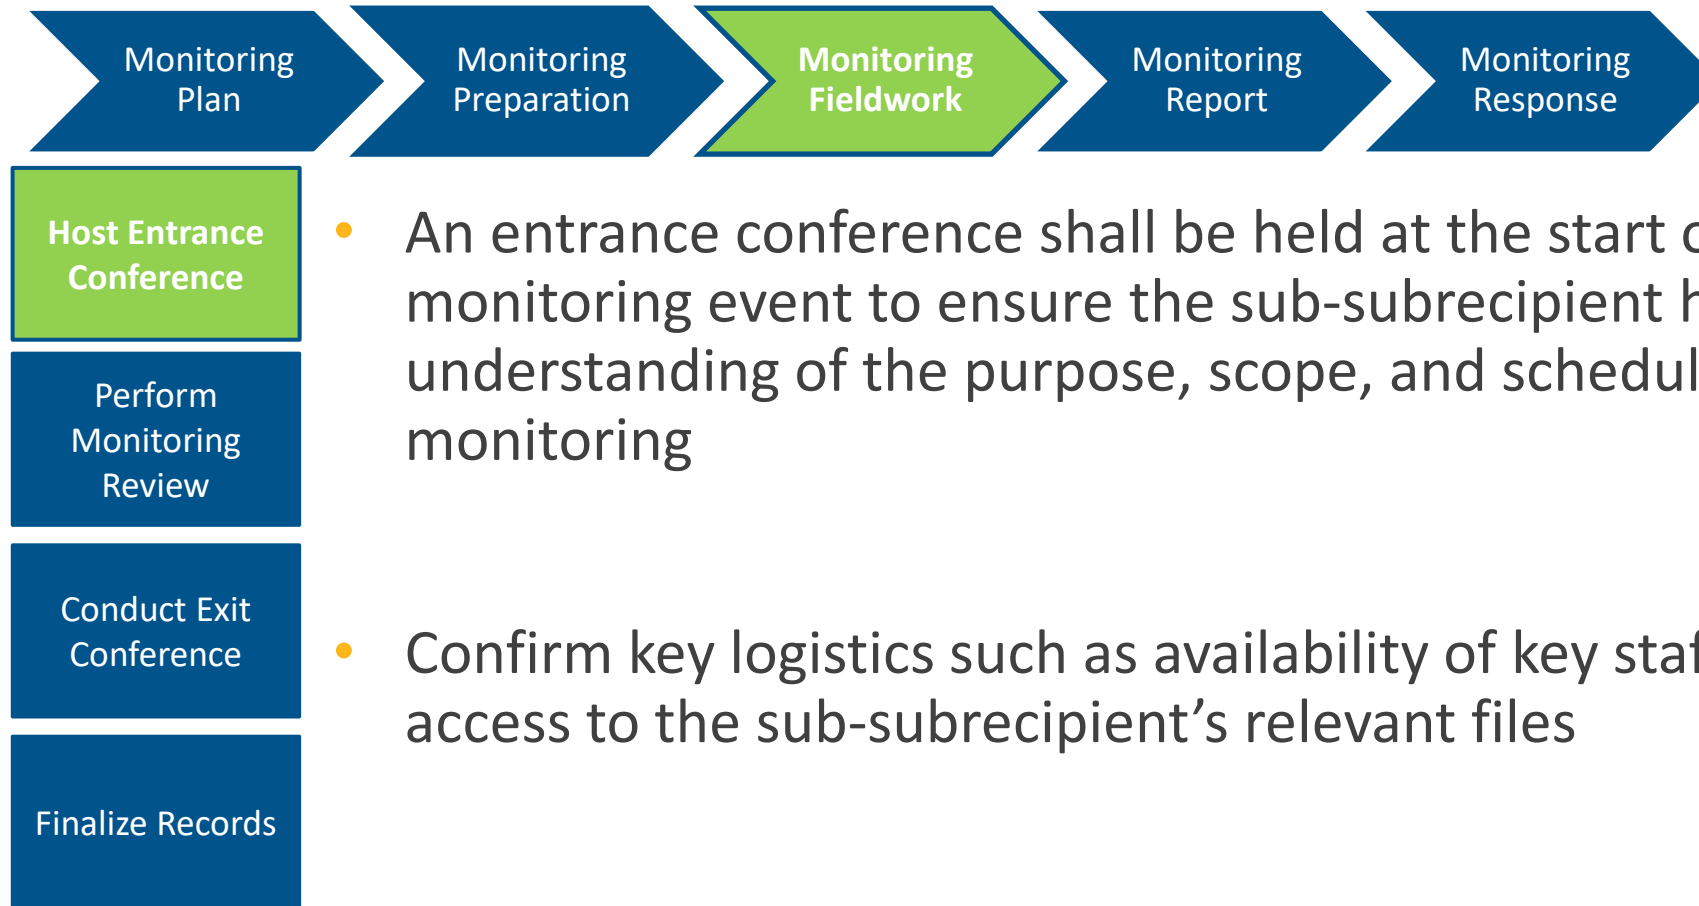 Monitoring
Plan
Monitoring
Preparation
Monitoring
Fieldwork
Monitoring
Report
Monitoring
Response
Host Entrance
Conference
Perform
Monitoring
Review
Conduct Exit
Conference
Finalize Records
• An entrance conference shall be held at the start
monitoring event to ensure the sub-subrecipient
understanding of the purpose, scope, and
monitoring
• Confirm key logistics such as availability of key
access to the sub-subrecipient’s relevant files